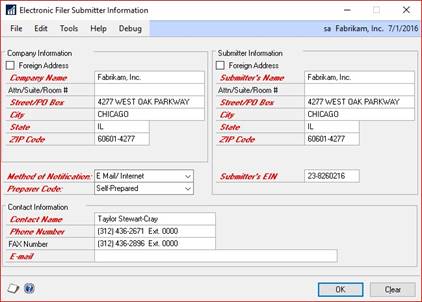 Electronic Filer Submitter Information
File Edit Tools Help Debug sa Fabrikam, Inc. 7/1/2016
Company Information
Foreign Address
Company Name Fabrikam, Inc.
Attn/Suite/Room #
Street/PO Box 4277 WEST OAK PARKWAY
City CHICAGO
State IL
ZIP Code 60601-4277
Submitter Information
Foreign Address
Submitter's Name Fabrikam, Inc.
Attn/Suite/Room #
Street/PO Box 4277 WEST OAK PARKWAY
City CHICAGO
State IL
ZIP Code 60601-4277
Method of Notification: E Mail/ Internet
Preparer Code: Self-Prepared
Submitter's EIN 23-8260216
Contact Information
Contact Name Taylor Stewart-Cray
Phone Number (312) 436-2671 Ext. 0000
FAX Number (312) 436-2896 Ext. 0000
E-mail
OK Clear